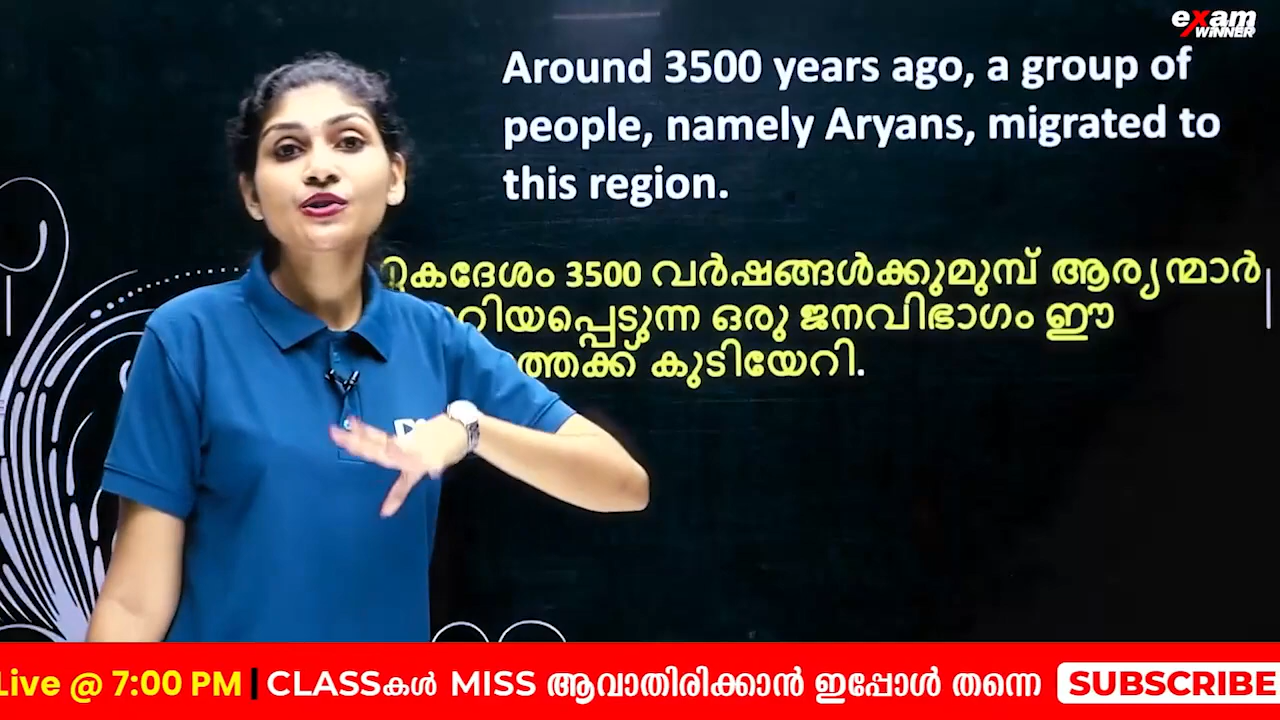 exam
WINNER
Around 3500 years ago, a group of
people, namely Aryans, migrated to
this region.
3500 വർഷങ്ങൾക്കുമുമ്പ് ആര്യന്മാർ
ഒരു ജനവിഭാഗം ഈ
കുടിയേറി.
Live @ 7:00 PM | CLASSകൾ MISS ആവാതിരിക്കാൻ ഇപ്പോൾ തന്നെ SUBSCRIBE